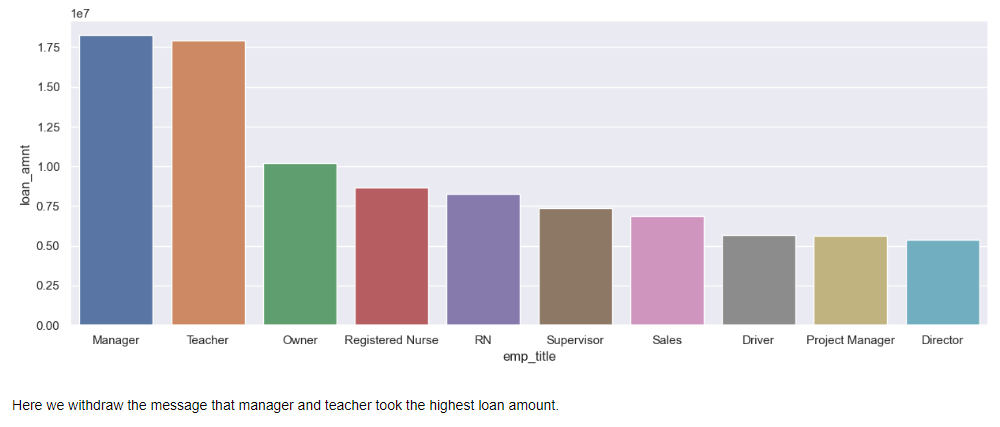 1e7
1.75
1.50
1.25
1.00
0.75
0.50
0.25
0.00
loan_amnt
Manager Teacher Owner Registered Nurse RN Supervisor Sales Driver Project Manager Director
emp_title
Here we withdraw the message that manager and teacher took the highest loan amount.